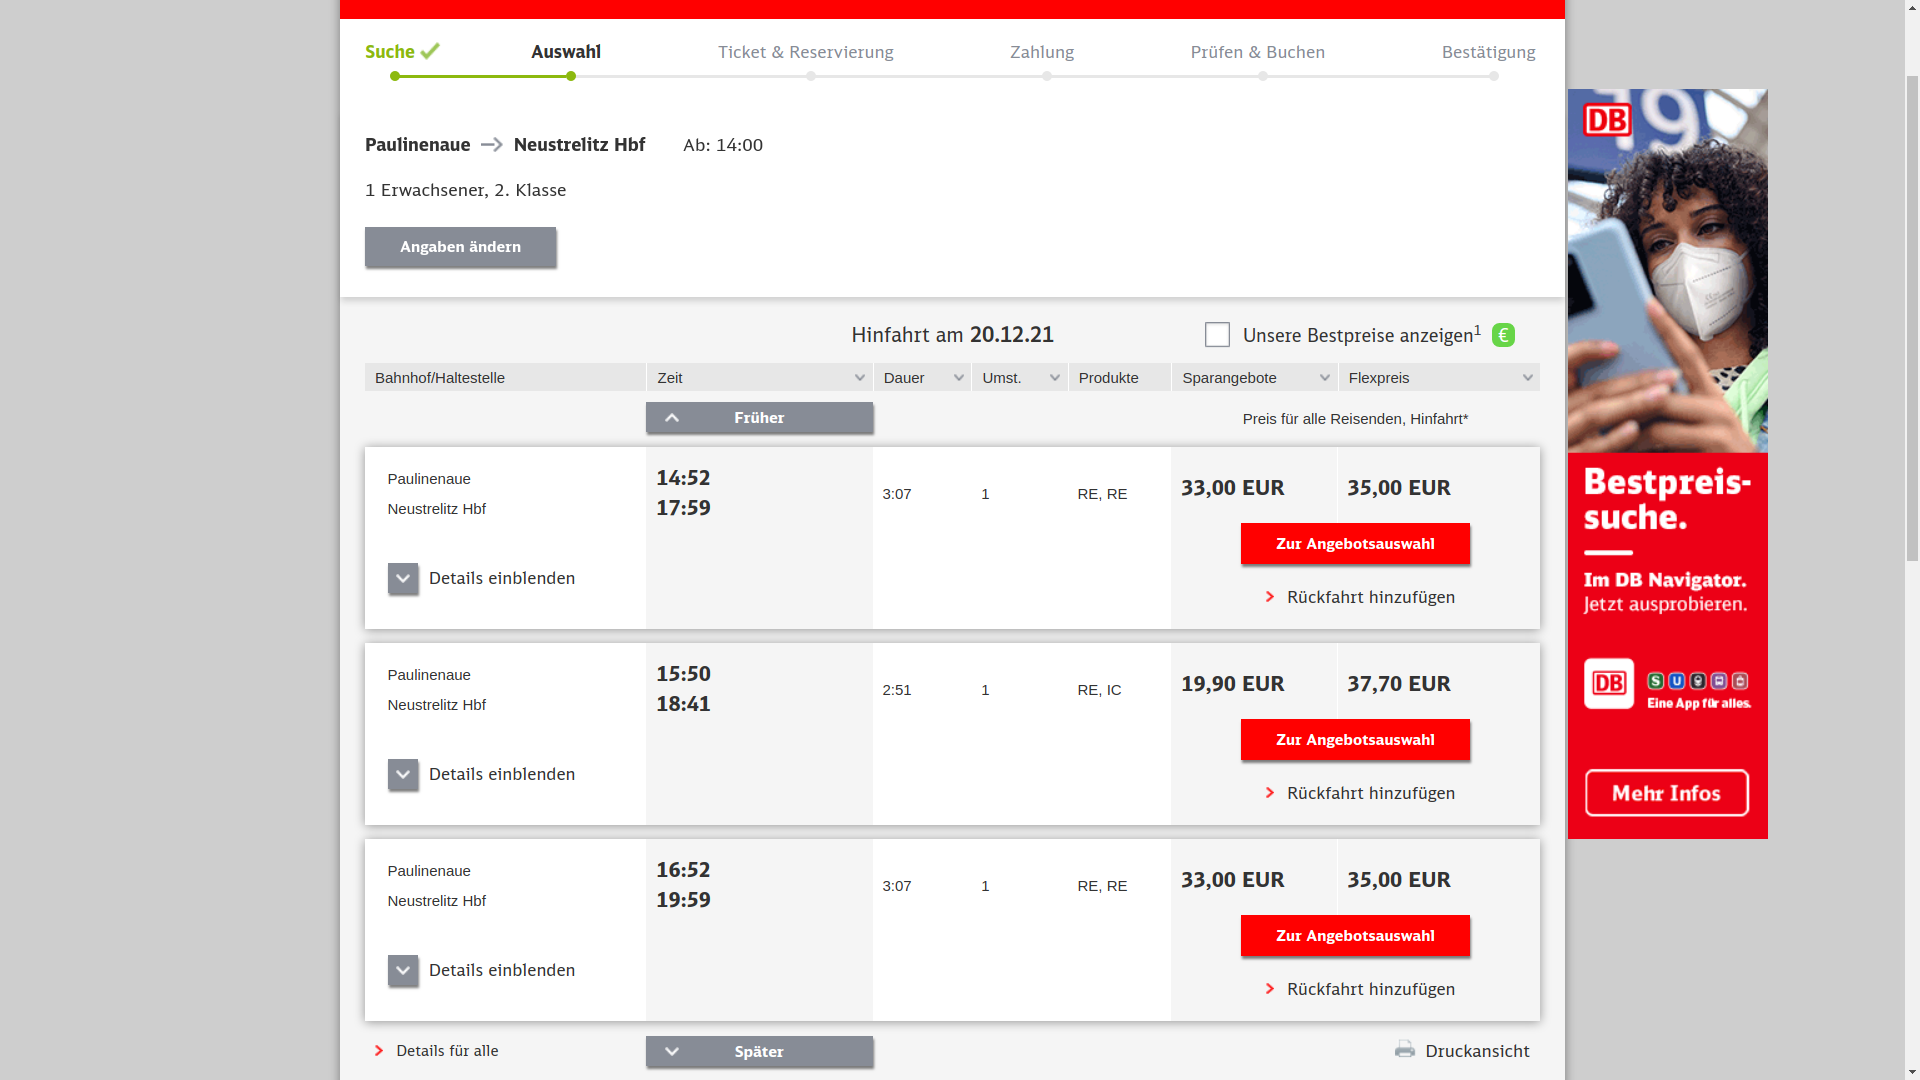 Suche
Auswahl
Ticket & Reservierung
Zahlung
Prüfen & Buchen
Bestätigung
Paulinenaue Neustrelitz Hbf Ab: 14:00
1 Erwachsener, 2. Klasse
Angaben ändern
Hinfahrt am 20.12.21
Unsere Bestpreise anzeigen¹ €
Bahnhof/Haltestelle Zeit Dauer Umst. Produkte Sparangebote Flexpreis
Früher
Preis für alle Reisenden, Hinfahrt*
Paulinenaue 14:52
Neustrelitz Hbf 17:59
3:07 1 RE, RE 33,00 EUR 35,00 EUR
Zur Angebotsauswahl
Details einblenden
Rückfahrt hinzufügen
Paulinenaue 15:50
Neustrelitz Hbf 18:41
2:51 1 RE, IC 19,90 EUR 37,70 EUR
Zur Angebotsauswahl
Details einblenden
Rückfahrt hinzufügen
Paulinenaue 16:52
Neustrelitz Hbf 19:59
3:07 1 RE, RE 33,00 EUR 35,00 EUR
Zur Angebotsauswahl
Details einblenden
Rückfahrt hinzufügen
Details für alle
Später
Druckansicht
DB
19
Bestpreis-
suche.
Im DB Navigator.
Jetzt ausprobieren.
DB
S U
Eine App für alles.
Mehr Infos